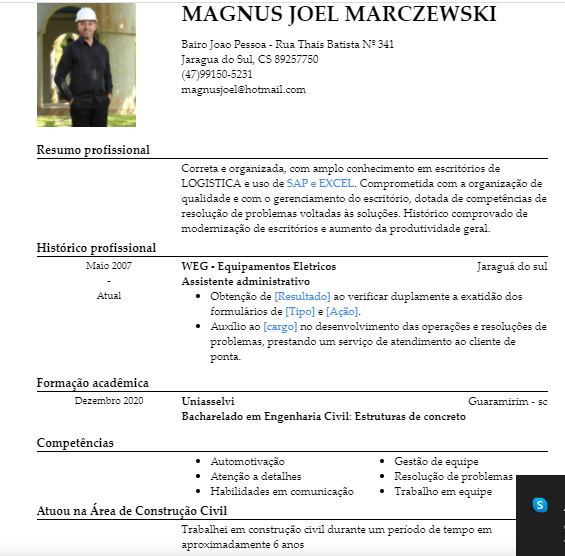 MAGNUS JOEL MARCZEWSKI
Bairo Joao Pessoa - Rua Thais Batista Nº 341
Jaragua do Sul, CS 89257750
(47)99150-5231
magnusjoel@hotmail.com
Resumo profissional
Correta e organizada, com amplo conhecimento em escritórios de
LOGISTICA e uso de SAP e EXCEL. Comprometida com a organização de
qualidade e com o gerenciamento do escritório, dotada de competências de
resolução de problemas voltadas às soluções. Histórico comprovado de
modernização de escritórios e aumento da produtividade geral.
Histórico profissional
Maio 2007
-
Atual
WEG - Equipamentos Eletricos Jaraguá do sul
Assistente administrativo
• Obtenção de [Resultado] ao verificar duplamente a exatidão dos
formulários de [Tipo] e [Ação].
• Auxílio ao [cargo] no desenvolvimento das operações e resoluções de
problemas, prestando um serviço de atendimento ao cliente de
ponta.
Formação acadêmica
Dezembro 2020
Uniasselvi Guaramirim - sc
Bacharelado em Engenharia Civil: Estruturas de concreto
Competências
• Automotivação
• Atenção a detalhes
• Habilidades em comunicação
• Gestão de equipe
• Resolução de problemas
• Trabalho em equipe
Atuou na Área de Construção Civil
Trabalhei em construção civil durante um período de tempo em
aproximadamente 6 anos